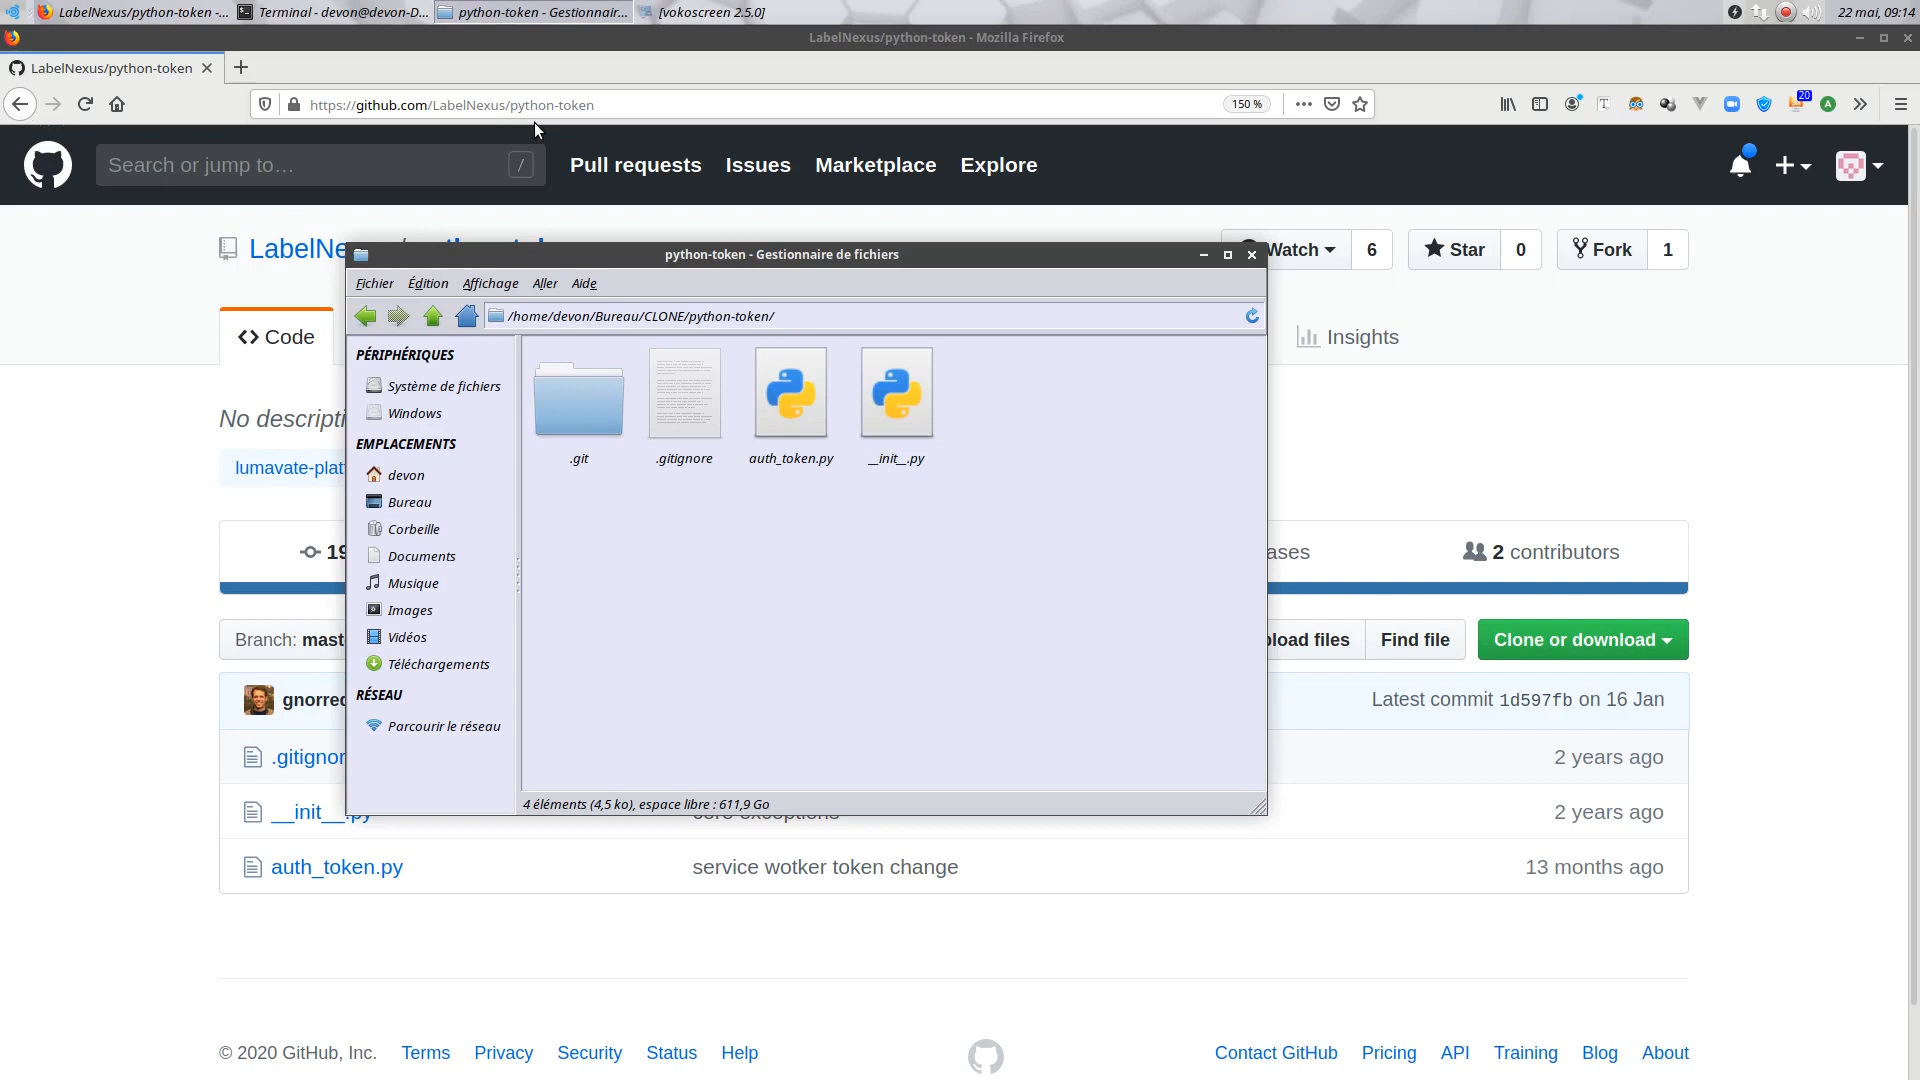 LabelNexus/python-token -...
Terminal - devon@devon-D...
python-token - Gestionnair...
[vokoscreen 2.5.0]
22 mai, 09:14
LabelNexus/python-token - Mozilla Firefox
LabelNexus/python-token
https://github.com/LabelNexus/python-token
150 %
20
Search or jump to…
/
Pull requests
Issues
Marketplace
Explore
LabelNe
Watch
6
Star
0
Fork
1
python-token - Gestionnaire de fichiers
Fichier
Édition
Affichage
Aller
Aide
/home/devon/Bureau/CLONE/python-token/
Code
Insights
PÉRIPHÉRIQUES
Système de fichiers
Windows
EMPLACEMENTS
devon
Bureau
Corbeille
Documents
Musique
Images
Vidéos
Téléchargements
RÉSEAU
Parcourir le réseau
.git
.gitignore
auth_token.py
__init__.py
4 éléments (4,5 ko), espace libre : 611,9 Go
No descripti
lumavate-plat
19
ases
2 contributors
Branch: mast
pload files
Find file
Clone or download
gnorred
Latest commit 1d597fb on 16 Jan
.gitignor
2 years ago
__init__.py
core exceptions
2 years ago
auth_token.py
service wotker token change
13 months ago
© 2020 GitHub, Inc.
Terms
Privacy
Security
Status
Help
Contact GitHub
Pricing
API
Training
Blog
About